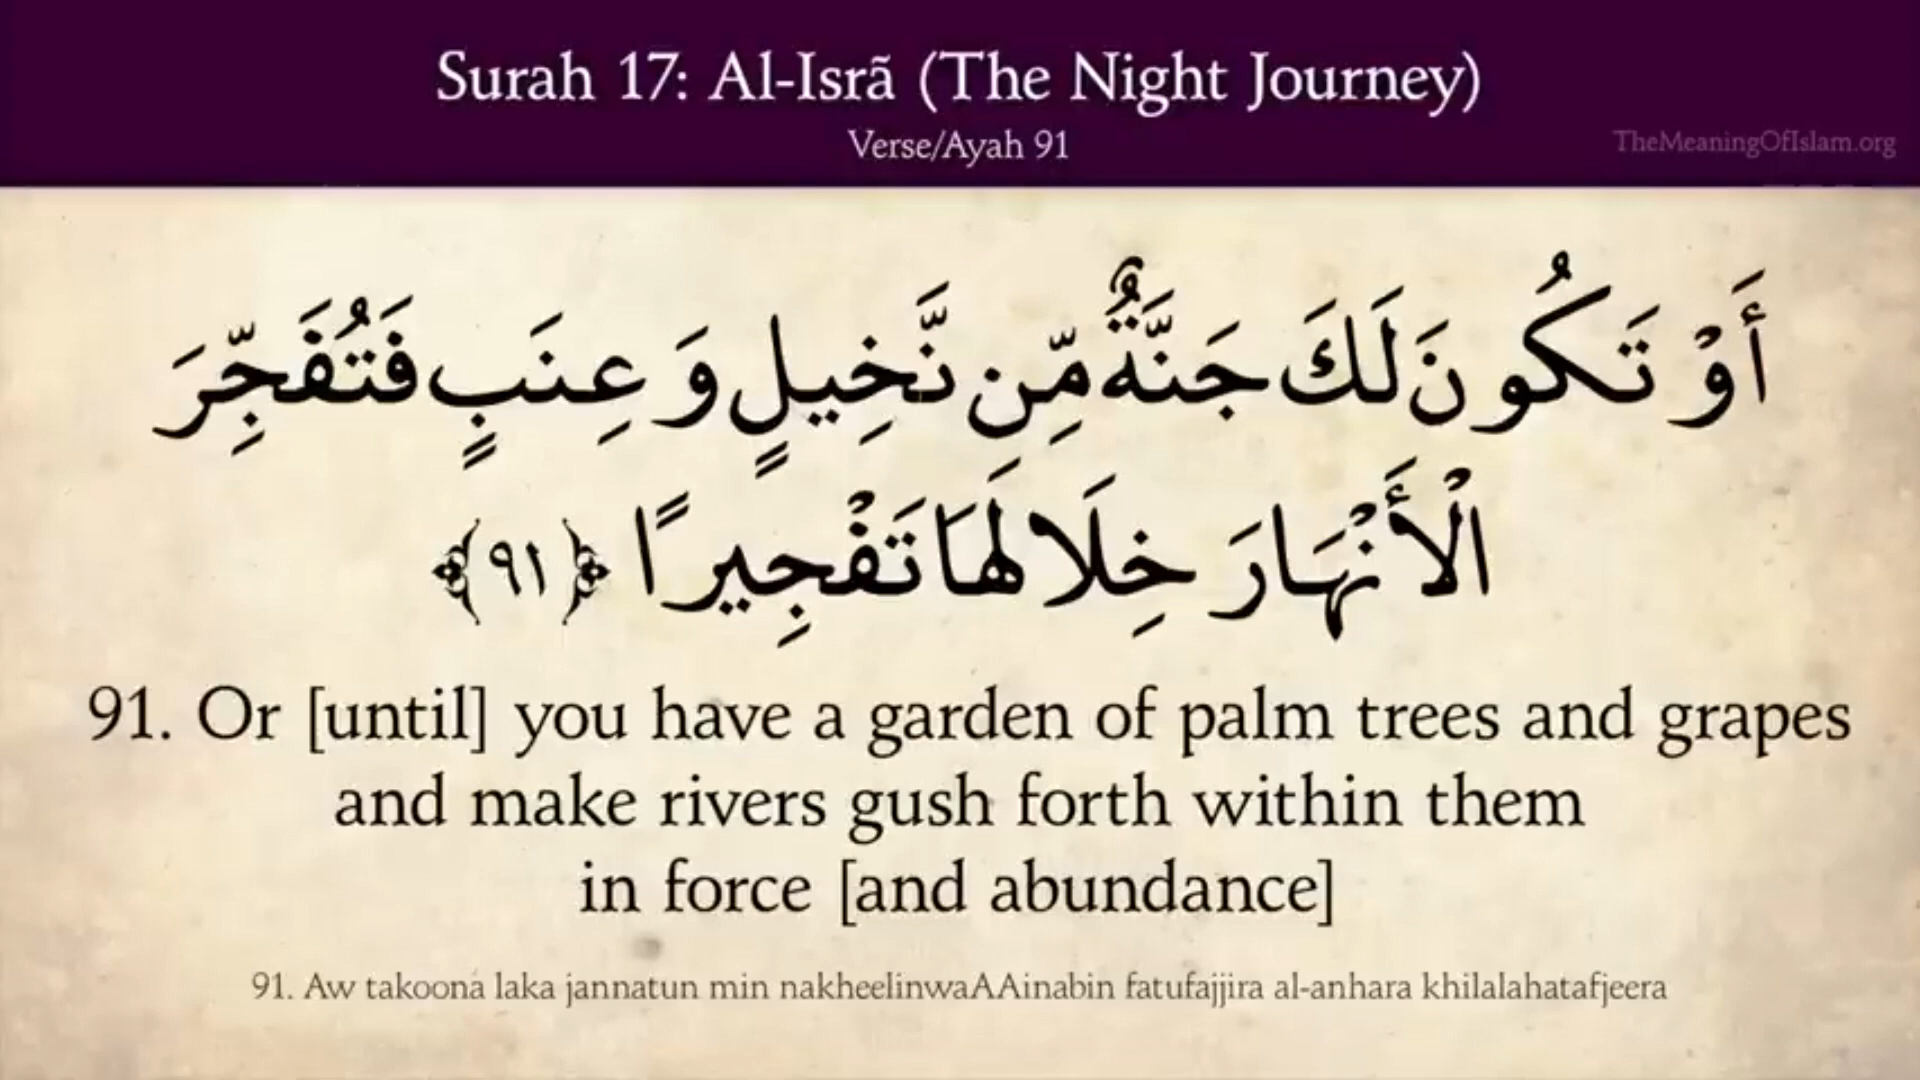 Surah 17: Al-Isrã (The Night Journey)
Verse/Ayah 91
TheMeaningOfIslam.org
أَوْ تَكُونَ لَكَ جَنَّةٌ مِّن نَّخِيلٍ وَعِنَبٍ فَتُفَجِّرَ
الْأَنْهَارَ خِلَالَهَا تَفْجِيرًا ﴿٩١﴾
91. Or [until] you have a garden of palm trees and grapes
and make rivers gush forth within them
in force [and abundance]
91. Aw takoona laka jannatun min nakheelinwaAAinabin fatufajjira al-anhara khilalahatafjeera